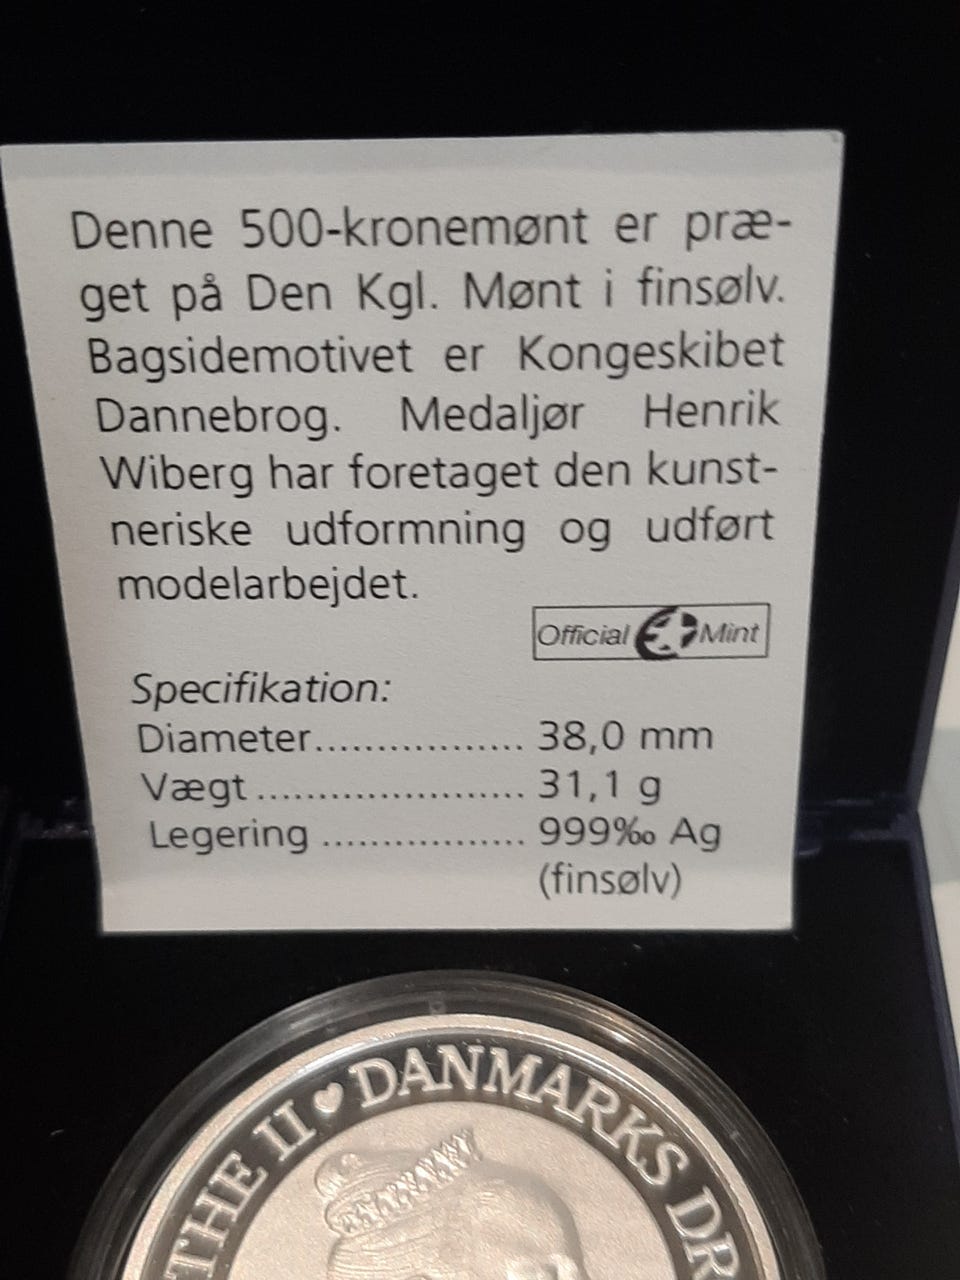 Denne 500-kronemønt er præ-
get på Den Kgl. Mønt i finsølv.
Bagsidemotivet er Kongeskibet
Dannebrog. Medaljør Henrik
Wiberg har foretaget den kunst-
neriske udformning og udført
modelarbejdet.
Official Mint
Specifikation:
Diameter................. 38,0 mm
Vægt ...................... 31,1 g
Legering ................. 999‰ Ag
(finsølv)
THE II ♥ DANMARKS DR